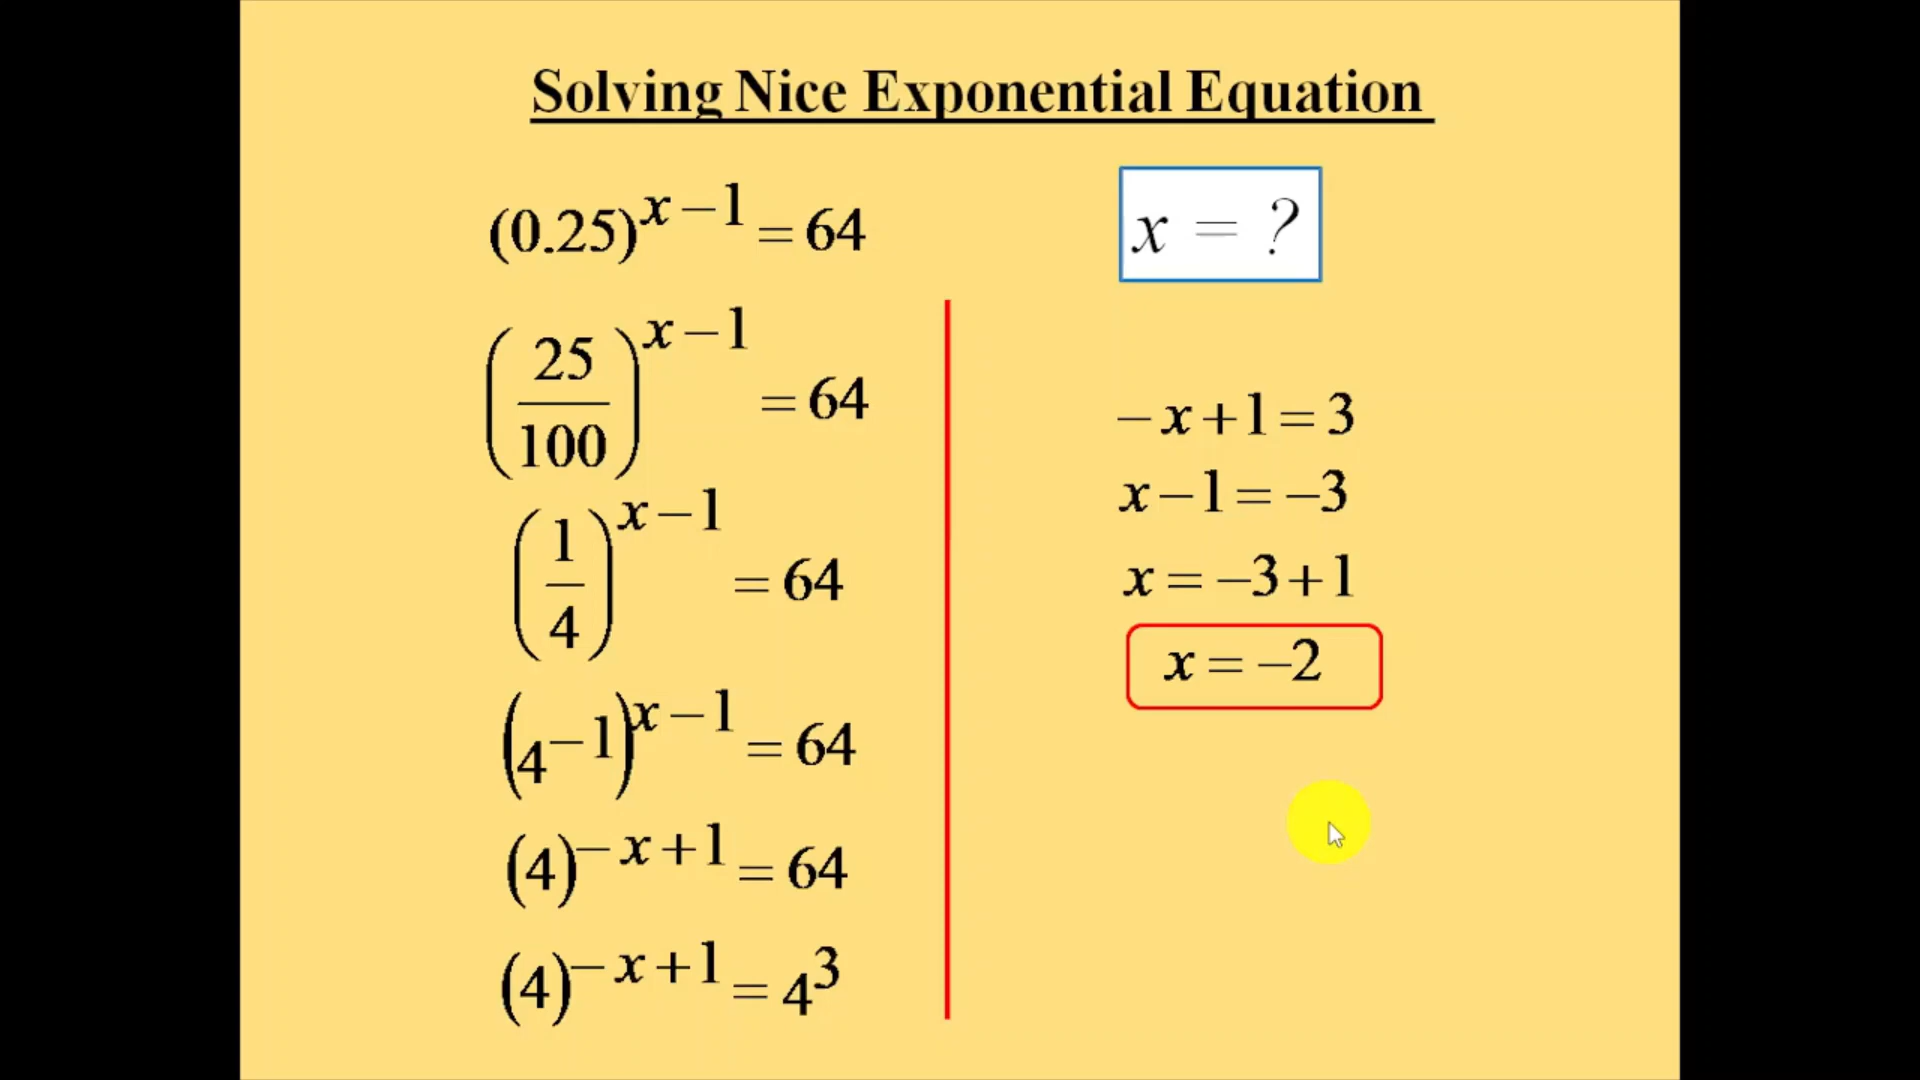 Solving Nice Exponential Equation
(0.25)^{x-1} = 64
x = ?
(25/100)^{x-1} = 64
(1/4)^{x-1} = 64
(4^{-1})^{x-1} = 64
(4)^{-x+1} = 64
(4)^{-x+1} = 4^3
-x+1=3
x-1=-3
x=-3+1
x=-2